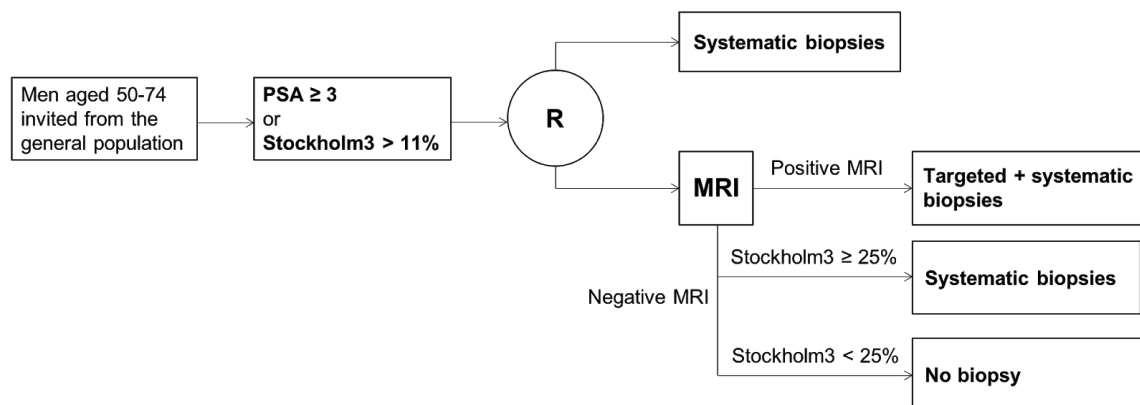 Men aged 50-74
invited from the
general population
PSA ≥ 3
or
Stockholm3 > 11%
R
Systematic biopsies
MRI
Positive MRI
Targeted + systematic
biopsies
Negative MRI
Stockholm3 ≥ 25%
Systematic biopsies
Stockholm3 < 25%
No biopsy